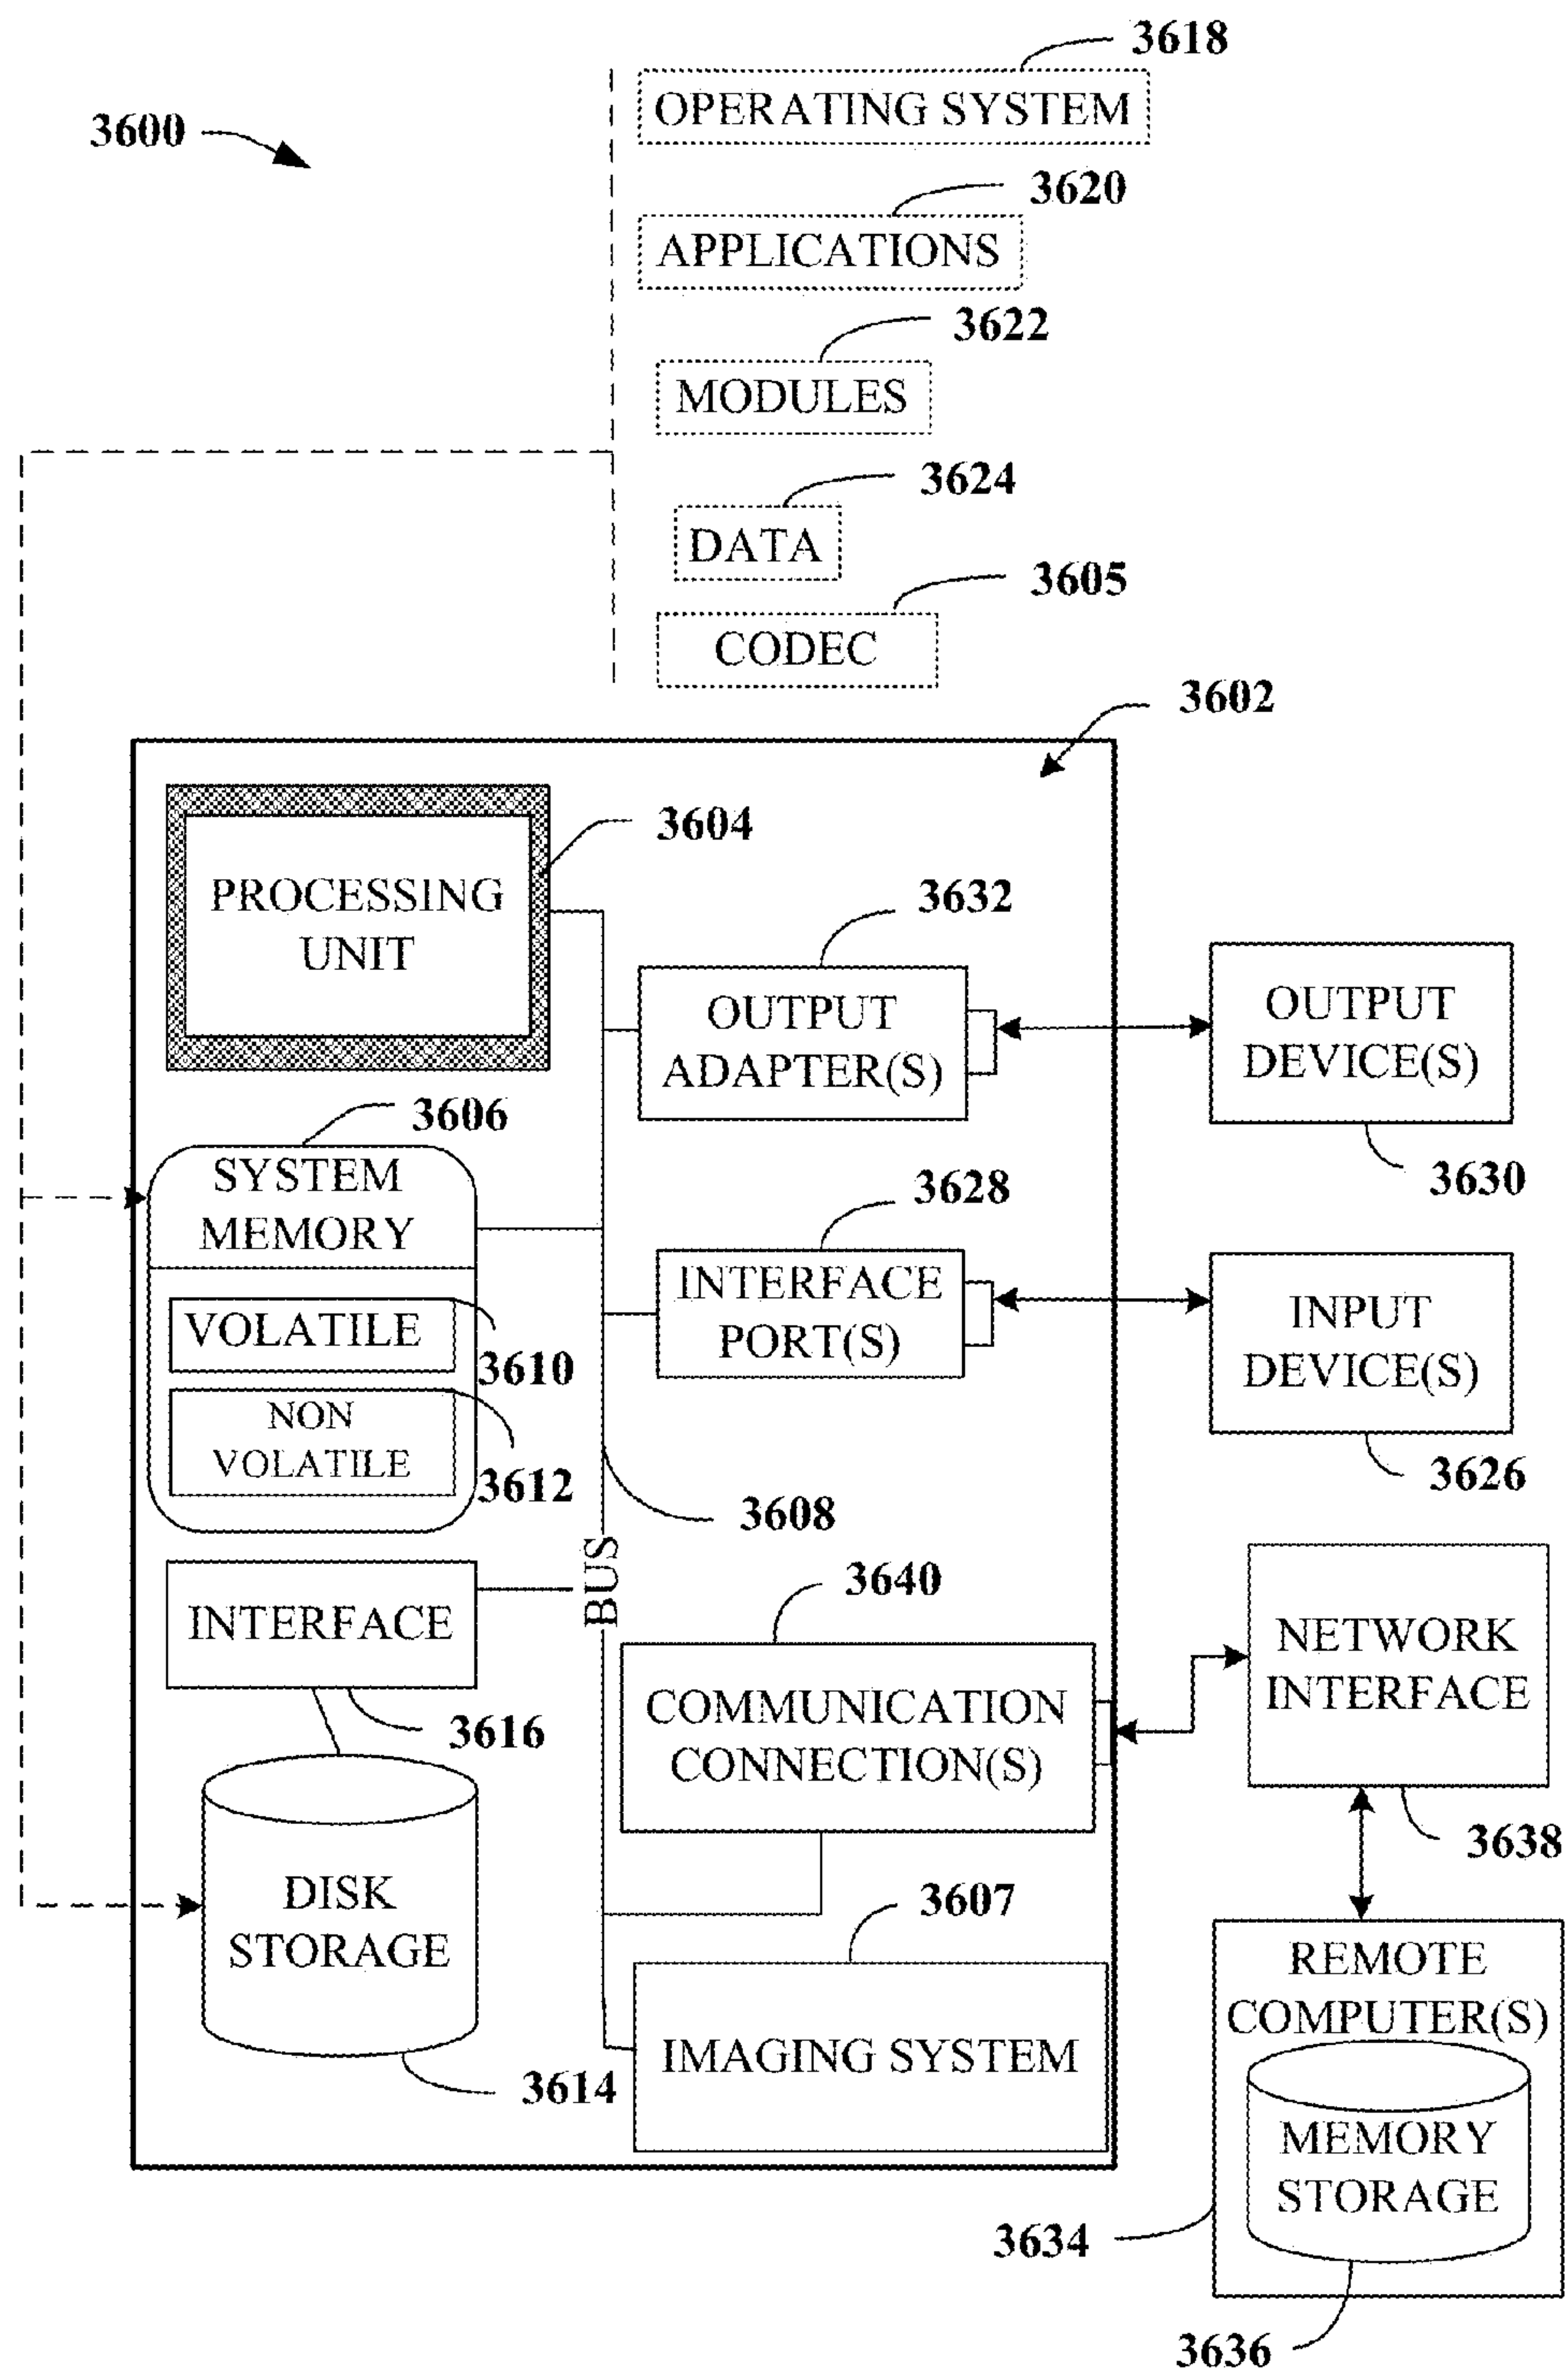 3618
OPERATING SYSTEM
3600
3620
APPLICATIONS
3622
MODULES
3624
DATA
3605
CODEC
3602
3604
PROCESSING
UNIT
3632
OUTPUT
ADAPTER(S)
OUTPUT
DEVICE(S)
3630
3606
SYSTEM
MEMORY
VOLATILE
3610
NON
VOLATILE
3612
3628
INTERFACE
PORT(S)
INPUT
DEVICE(S)
3626
3608
BUS
INTERFACE
3616
3640
COMMUNICATION
CONNECTION(S)
NETWORK
INTERFACE
3638
DISK
STORAGE
3614
3607
IMAGING SYSTEM
REMOTE
COMPUTER(S)
MEMORY
STORAGE
3634
3636